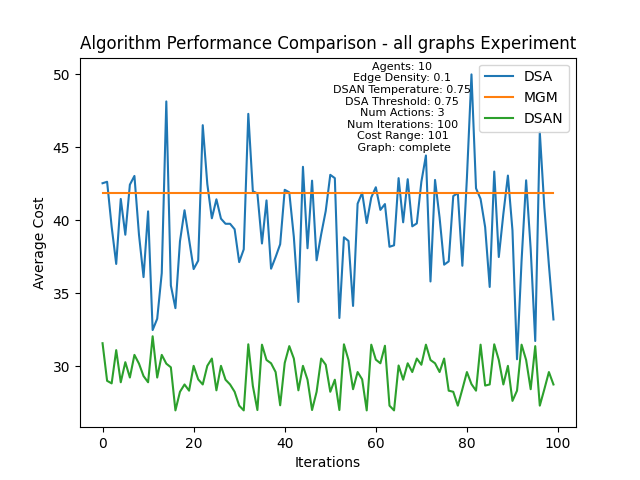 Algorithm Performance Comparison - all graphs Experiment
Agents: 10
Edge Density: 0.1
DSAN Temperature: 0.75
DSA Threshold: 0.75
Num Actions: 3
Num Iterations: 100
Cost Range: 101
Graph: complete
DSA
MGM
DSAN
Average Cost
50
45
40
35
30
0
20
40
60
80
100
Iterations